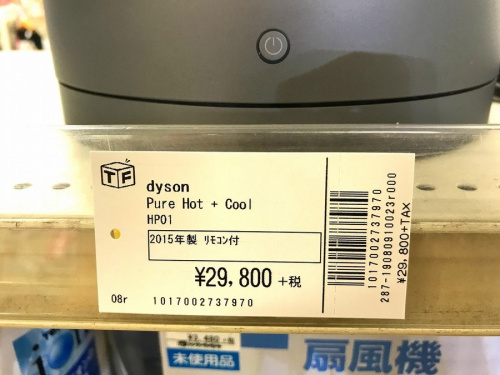 TF
dyson
Pure Hot + Cool
HP01
2015年製 リモコン付
¥29,800 +税
08r
1017002737970
1017002737970
287-19080910023r000
¥29,800+TAX
未使用品
扇風機